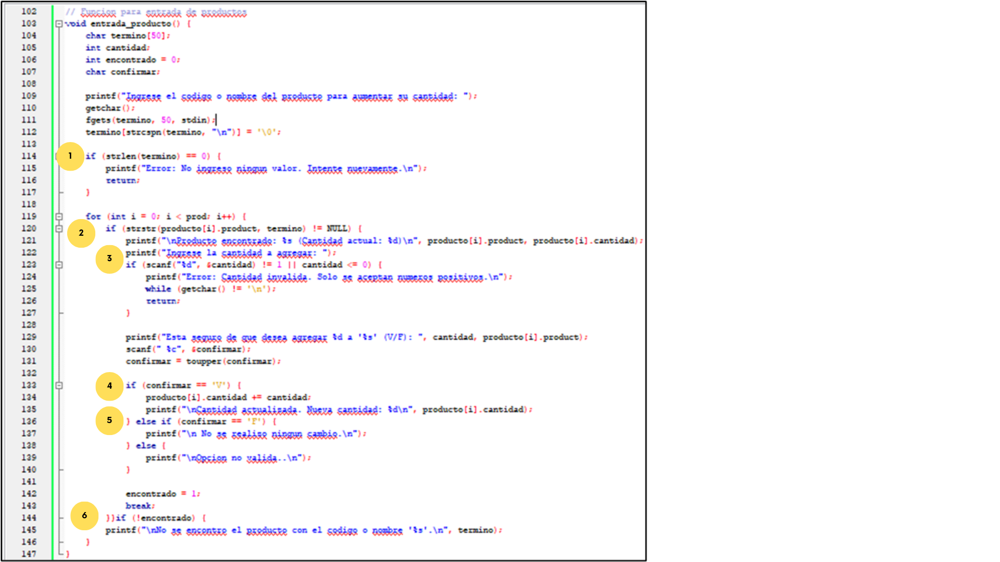 102 // Funcion para entrada de productos
103 void entrada_producto() {
104 char termino[50];
105 int cantidad;
106 int encontrado = 0;
107 char confirmar;
108
109 printf("Ingrese el codigo o nombre del producto para aumentar su cantidad: ");
110 getchar();
111 fgets(termino, 50, stdin);
112 termino[strcspn(termino, "\n")] = '\0';
113
1 114 if (strlen(termino) == 0) {
115 printf("Error: No ingreso ningun valor. Intente nuevamente.\n");
116 return;
117 }
118
119 for (int i = 0; i < prod; i++) {
2 120 if (strstr(producto[i].product, termino) != NULL) {
121 printf("\nProducto encontrado: %s (Cantidad actual: %d)\n", producto[i].product, producto[i].cantidad);
122 printf("Ingrese la cantidad a agregar: ");
3 123 if (scanf("%d", &cantidad) != 1 || cantidad <= 0) {
124 printf("Error: Cantidad invalida. Solo se aceptan numeros positivos.\n");
125 while (getchar() != '\n');
126 return;
127 }
128
129 printf("Esta seguro de que desea agregar %d a '%s' (V/F): ", cantidad, producto[i].product);
130 scanf(" %c", &confirmar);
131 confirmar = toupper(confirmar);
132
4 133 if (confirmar == 'V') {
134 producto[i].cantidad += cantidad;
135 printf("\nCantidad actualizada. Nueva cantidad: %d\n", producto[i].cantidad);
5 136 } else if (confirmar == 'F') {
137 printf("\n No se realizo ningun cambio.\n");
138 } else {
139 printf("\nOpcion no valida..\n");
140 }
141
142 encontrado = 1;
143 break;
6 144 }}if (!encontrado) {
145 printf("\nNo se encontro el producto con el codigo o nombre '%s'.\n", termino);
146 }
147 }